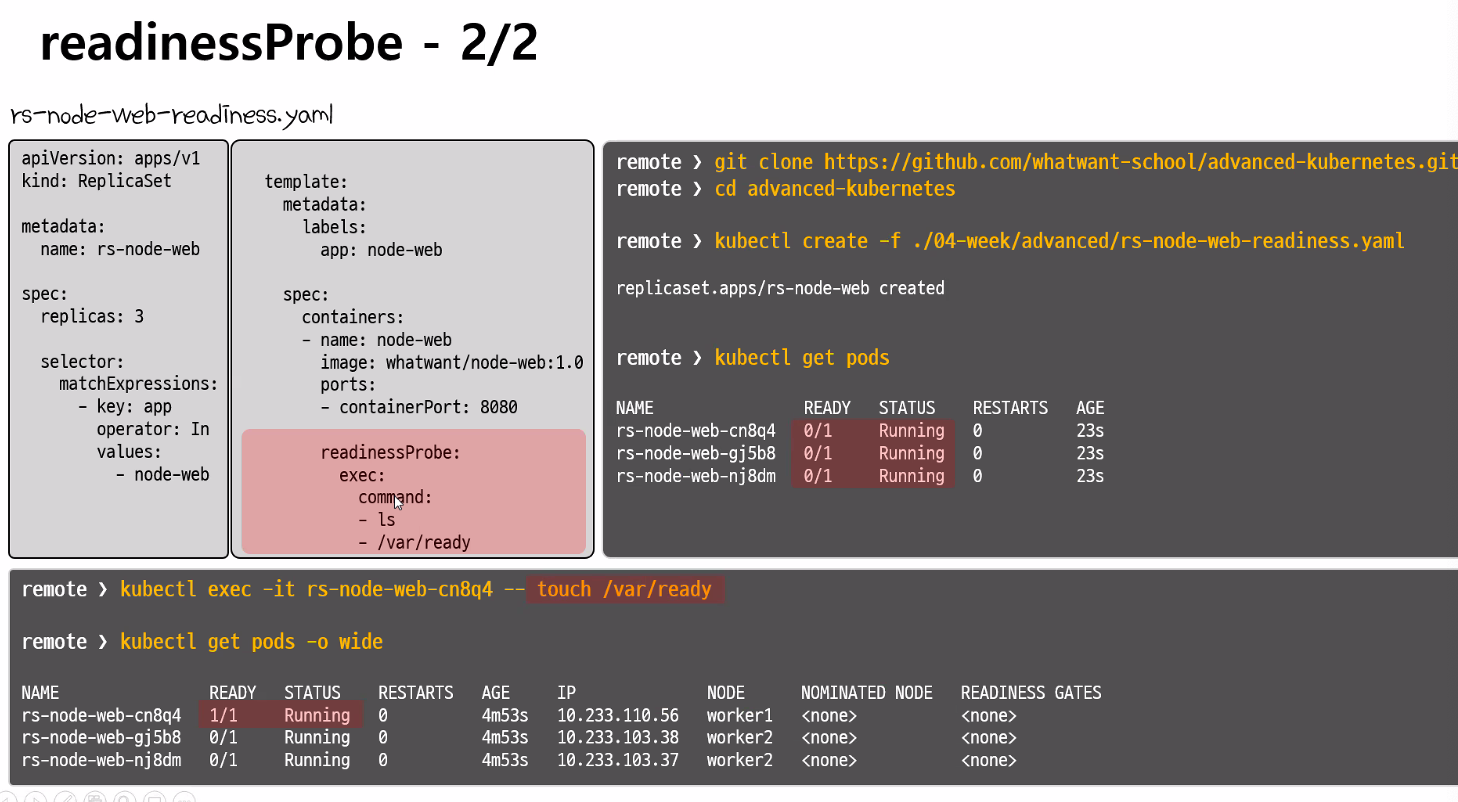 readinessProbe - 2/2
rs-node-web-readiness.yaml
apiVersion: apps/v1
kind: ReplicaSet
metadata:
name: rs-node-web
spec:
replicas: 3
selector:
matchExpressions:
- key: app
operator: In
values:
- node-web
template:
metadata:
labels:
app: node-web
spec:
containers:
- name: node-web
image: whatwant/node-web:1.0
ports:
- containerPort: 8080
readinessProbe:
exec:
command:
- ls
- /var/ready
remote ❯ git clone https://github.com/whatwant-school/advanced-kubernetes.git
remote ❯ cd advanced-kubernetes
remote ❯ kubectl create -f ./04-week/advanced/rs-node-web-readiness.yaml
replicaset.apps/rs-node-web created
remote ❯ kubectl get pods
NAME READY STATUS RESTARTS AGE
rs-node-web-cn8q4 0/1 Running 0 23s
rs-node-web-gj5b8 0/1 Running 0 23s
rs-node-web-nj8dm 0/1 Running 0 23s
remote ❯ kubectl exec -it rs-node-web-cn8q4 -- touch /var/ready
remote ❯ kubectl get pods -o wide
NAME READY STATUS RESTARTS AGE IP NODE NOMINATED NODE READINESS GATES
rs-node-web-cn8q4 1/1 Running 0 4m53s 10.233.110.56 worker1 <none> <none>
rs-node-web-gj5b8 0/1 Running 0 4m53s 10.233.103.38 worker2 <none> <none>
rs-node-web-nj8dm 0/1 Running 0 4m53s 10.233.103.37 worker2 <none> <none>